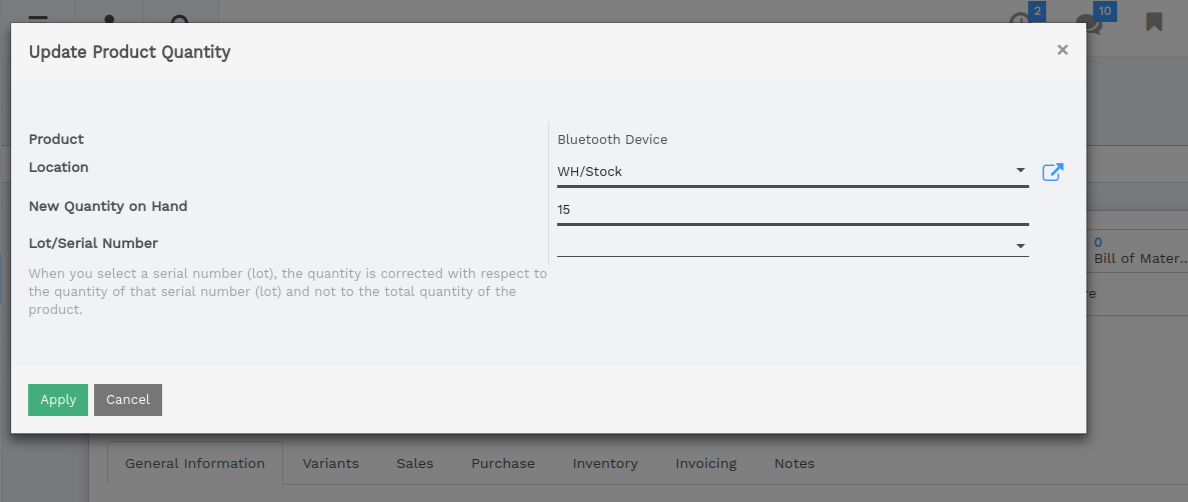 2
10
Update Product Quantity
×
Product
Bluetooth Device
Location
WH/Stock
New Quantity on Hand
15
Lot/Serial Number
When you select a serial number (lot), the quantity is corrected with respect to
the quantity of that serial number (lot) and not to the total quantity of the
product.
0
Bill of Mater...
re
Apply
Cancel
General Information
Variants
Sales
Purchase
Inventory
Invoicing
Notes